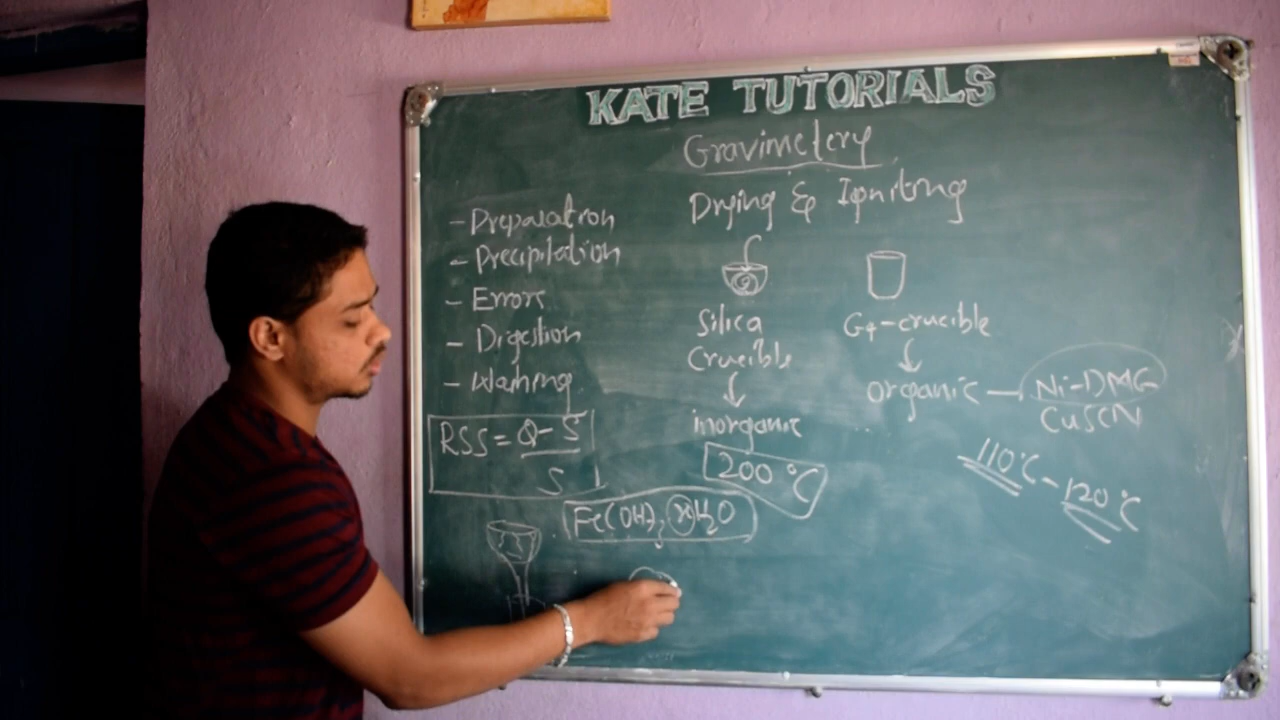 KATE TUTORIALS
Gravimetery
Drying & Igniting
- Preparation
- Precipitation
- Errors
- Digestion
- Washing
RSS = Q-S
S
Silica
Crucible
inorganic
200 °C
Fe(OH)3 xH2O
G4-crucible
organic — Ni-DMG
CuSCN
110°C - 120°C